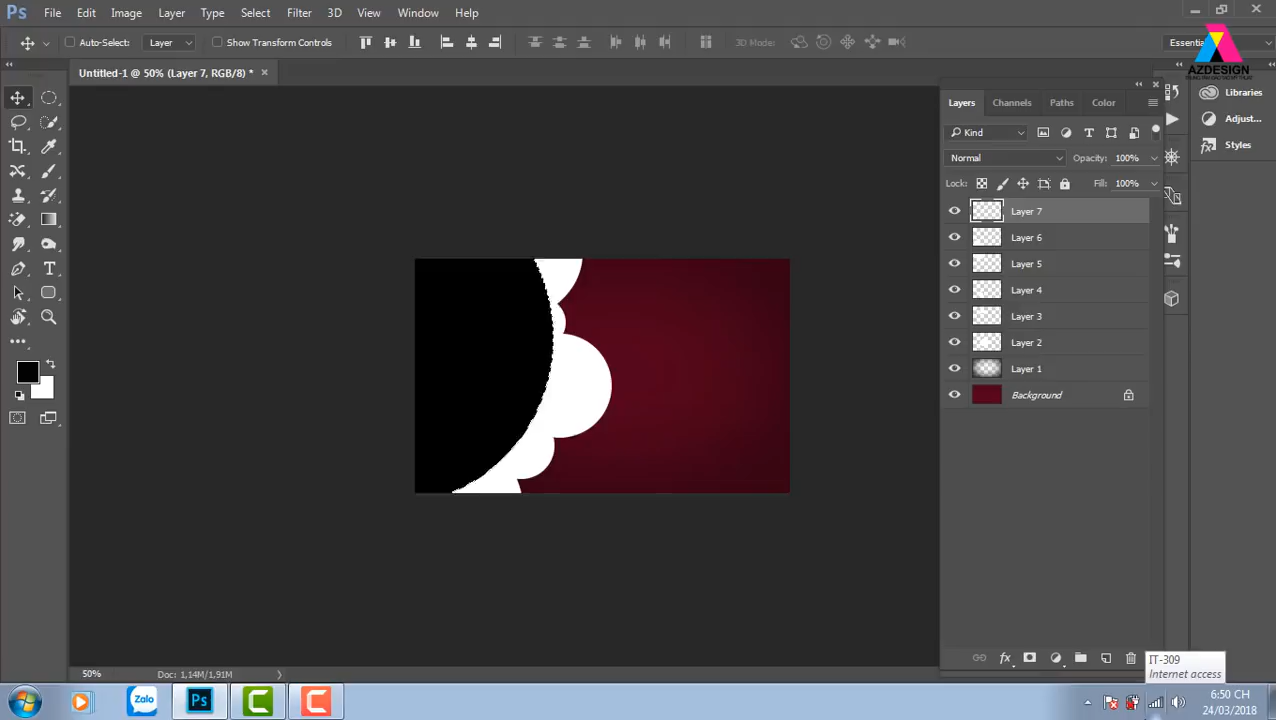 Ps File Edit Image Layer Type Select Filter 3D View Window Help
Auto-Select: Layer Show Transform Controls 3D Mode: Essentia
AZDESIGN
Untitled-1 @ 50% (Layer 7, RGB/8) * ×
Layers Channels Paths Color
Libraries
Adjust...
Styles
Kind
Normal Opacity: 100%
Lock: Fill: 100%
Layer 7
Layer 6
Layer 5
Layer 4
Layer 3
Layer 2
Layer 1
Background
50% Doc: 1,14M/1,91M
fx
IT-309
Internet access
Zalo Ps
6:50 CH
24/03/2018